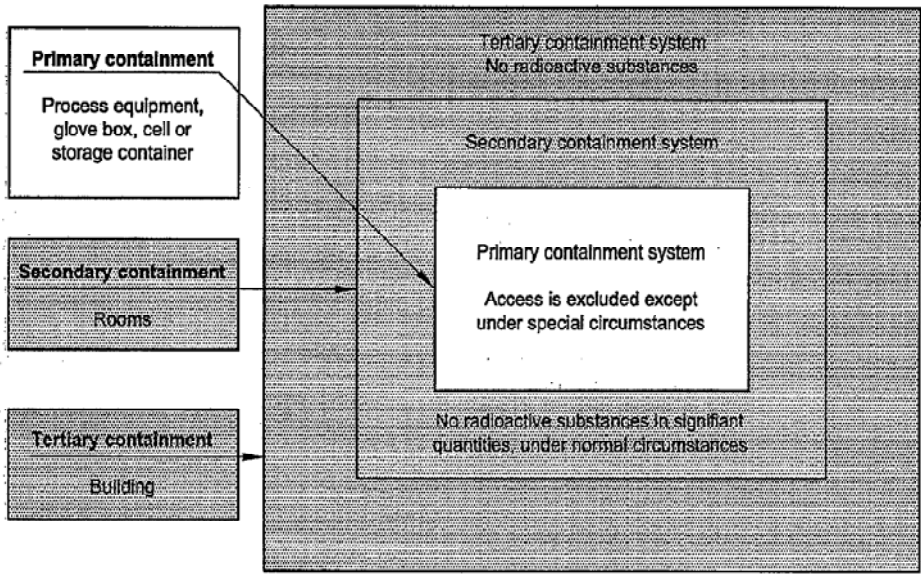 Primary containment
Process equipment,
glove box, cell or
storage container
Secondary containment
Rooms
Tertiary containment
Building
Tertiary containment system
No radioactive substances
Secondary containment system
Primary containment system
Access is excluded except
under special circumstances
No radioactive substances in signifiant
quantities, under normal circumstances